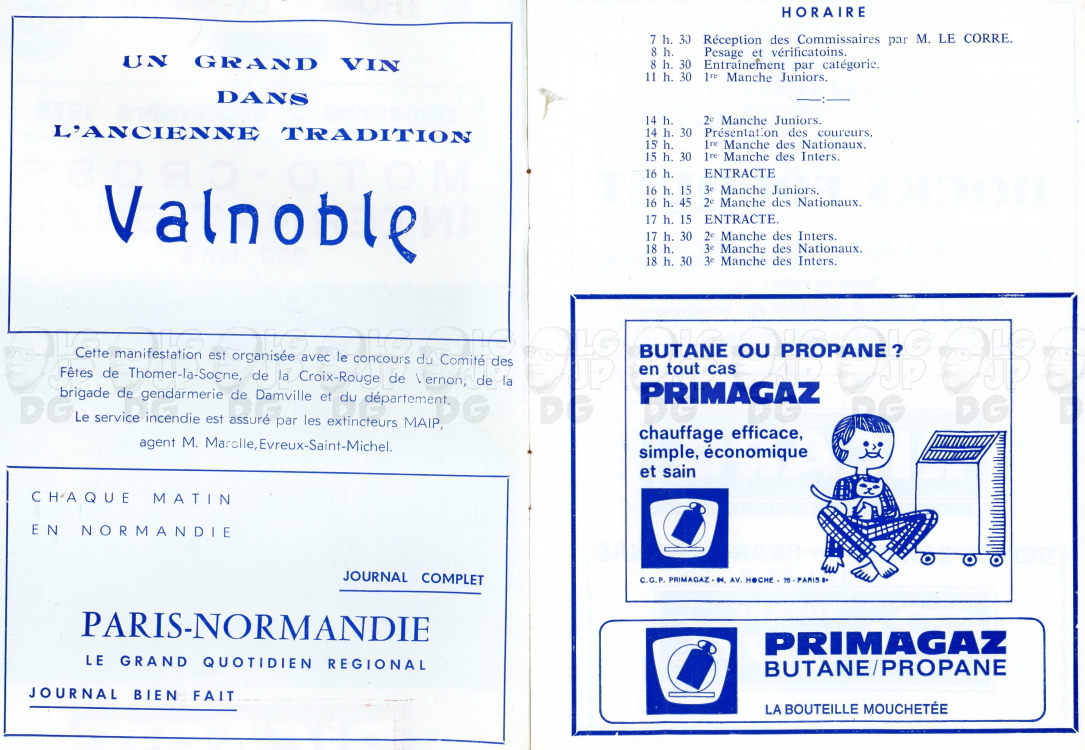 UN GRAND VIN
DANS
L'ANCIENNE TRADITION
Valnoble
Cette manifestation est organisée avec le concours du Comité des
Fêtes de Thomer-la-Sogne, de la Croix-Rouge de Vernon, de la
brigade de gendarmerie de Damville et du département.
Le service incendie est assuré par les extincteurs MAIP,
agent M. Marolle, Evreux-Saint-Michel.
CHAQUE MATIN
EN NORMANDIE
JOURNAL COMPLET
PARIS-NORMANDIE
LE GRAND QUOTIDIEN REGIONAL
JOURNAL BIEN FAIT
HORAIRE
7 h. 30 Réception des Commissaires par M. LE CORRE.
8 h. Pesage et vérificatoins.
8 h 30 Entraînement par catégorie.
11 h. 30 1re Manche Juniors.
14 h. 2e Manche Juniors.
14 h. 30 Présentation des coureurs.
15 h. 1re Manche des Nationaux.
15 h. 30 1re Manche des Inters.
16 h. ENTRACTE
16 h. 15 3e Manche Juniors.
16 h. 45 2e Manche des Nationaux.
17 h. 15 ENTRACTE.
17 h. 30 2e Manche des Inters.
18 h. 3e Manche des Nationaux.
18 h. 30 3e Manche des Inters.
BUTANE OU PROPANE?
en tout cas
PRIMAGAZ
chauffage efficace,
simple, économique
et sain
C.G.P. PRIMAGAZ - 64, AV. HOCHE - 75 - PARIS 8e
PRIMAGAZ
BUTANE/PROPANE
LA BOUTEILLE MOUCHETÉE